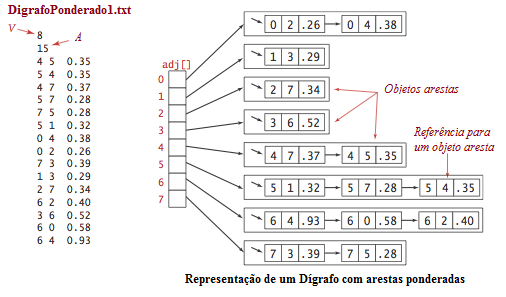 DigrafoPonderado1.txt
V
8
15 A
4 5 0.35
5 4 0.35
4 7 0.37
5 7 0.28
7 5 0.28
5 1 0.32
0 4 0.38
0 2 0.26
7 3 0.39
1 3 0.29
2 7 0.34
6 2 0.40
3 6 0.52
6 0 0.58
6 4 0.93
adj[]
0
1
2
3
4
5
6
7
0 2 .26 0 4 .38
1 3 .29
2 7 .34
3 6 .52
4 7 .37 4 5 .35
5 1 .32 5 7 .28 5 4 .35
6 4 .93 6 0 .58 6 2 .40
7 3 .39 7 5 .28
Objetos arestas
Referência para
um objeto aresta
Representação de um Dígrafo com arestas ponderadas